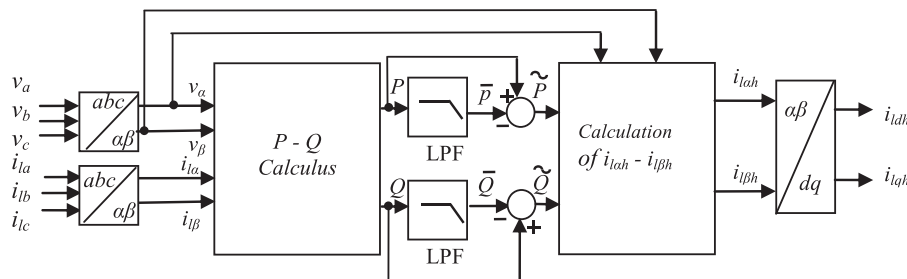 v_a
v_b
v_c
i_la
i_lb
i_lc
abc
αβ
abc
αβ
v_α
v_β
i_lα
i_lβ
P - Q
Calculus
P
LPF
p̄
+
−
P̃
Q
LPF
Q̄
−
+
Q̃
Calculation
of i_lαh - i_lβh
i_lαh
i_lβh
αβ
dq
i_ldh
i_lqh